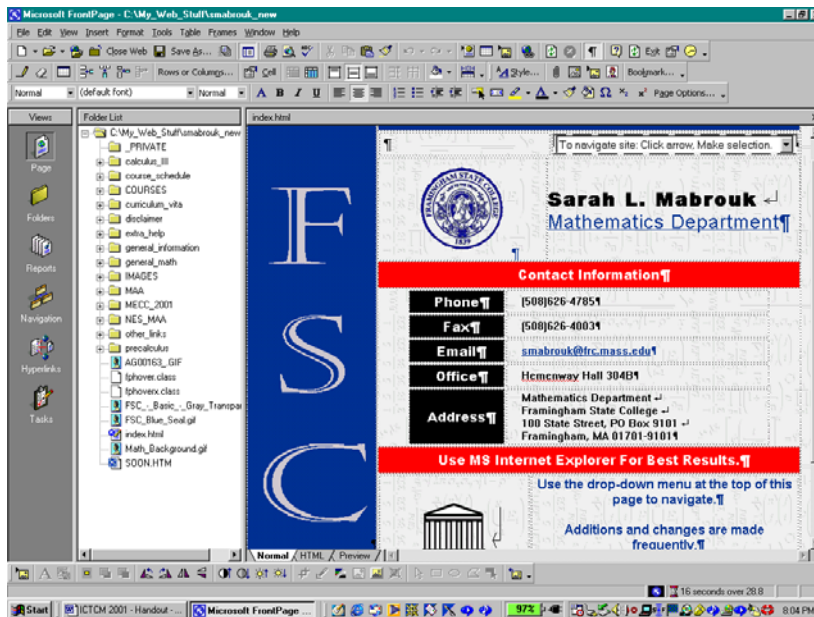 Microsoft FrontPage - C:\My_Web_Stuff\smabrouk_new
File Edit View Insert Format Tools Table Frames Window Help
Close Web Save As... Exit
Rows or Columns... Cell Style... Bookmark...
Normal (default font) Normal A B I U Page Options...
Views Folder List index.html
Page
Folders
Reports
Navigation
Hyperlinks
Tasks
C:\My_Web_Stuff\smabrouk_new
_PRIVATE
calculus_III
course_schedule
COURSES
curiculum_vita
disclaimer
extra_help
general_information
general_math
IMAGES
MAA
MECC_2001
NES_MAA
other_links
precalculus
AG00163_.GIF
fphover.class
fphoverx.class
FSC_-_Basic_-_Gray_Transpa
FSC_Blue_Seal.gif
index.html
Math_Background.gif
SOON.HTM
F
S
C
¶ To navigate site: Click arrow, Make selection.
FRAMINGHAM STATE COLLEGE
1839
Sarah L. Mabrouk ↵
Mathematics Department¶
¶
Contact Information¶
Phone¶ (508)626-4785¶
Fax¶ (508)626-4003¶
Email¶ smabrouk@frc.mass.edu¶
Office¶ Hemenway Hall 304B¶
Address¶
Mathematics Department ↵
Framingham State College ↵
100 State Street, PO Box 9101 ↵
Framingham, MA 01701-9101¶
Use MS Internet Explorer For Best Results.¶
Use the drop-down menu at the top of this
page to navigate.¶
Additions and changes are made
frequently.¶
Normal HTML Preview
16 seconds over 28.8
Start ICTCM 2001 - Handout - ... Microsoft FrontPage ... 97% 8:04 PM